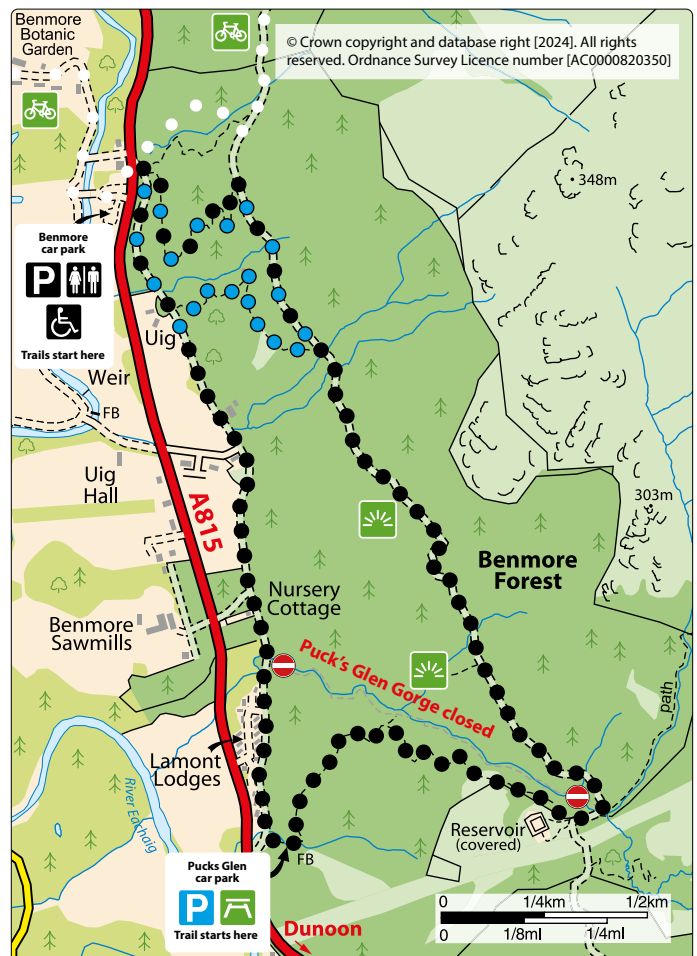 Benmore
Botanic
Garden
© Crown copyright and database right [2024]. All rights
reserved. Ordnance Survey Licence number [AC0000820350]
348m
Benmore
car park
P
Trails start here
Uig
Weir
FB
Uig
Hall
A815
303m
Benmore
Forest
Nursery
Cottage
Benmore
Sawmills
Puck's Glen Gorge closed
path
Lamont
Lodges
River Eachaig
Reservoir
(covered)
FB
Pucks Glen
car park
P
Trail starts here
Dunoon
0 1/4km 1/2km
0 1/8ml 1/4ml